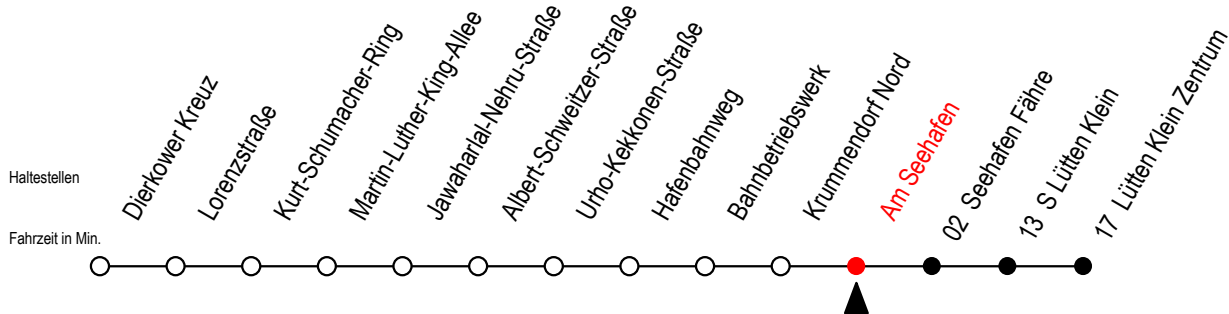 Haltestellen
Fahrzeit in Min.
Dierkower Kreuz
Lorenzstraße
Kurt-Schumacher-Ring
Martin-Luther-King-Allee
Jawaharlal-Nehru-Straße
Albert-Schweitzer-Straße
Urho-Kekkonen-Straße
Hafenbahnweg
Bahnbetriebswerk
Krummendorf Nord
Am Seehafen
02 Seehafen Fähre
13 S Lütten Klein
17 Lütten Klein Zentrum